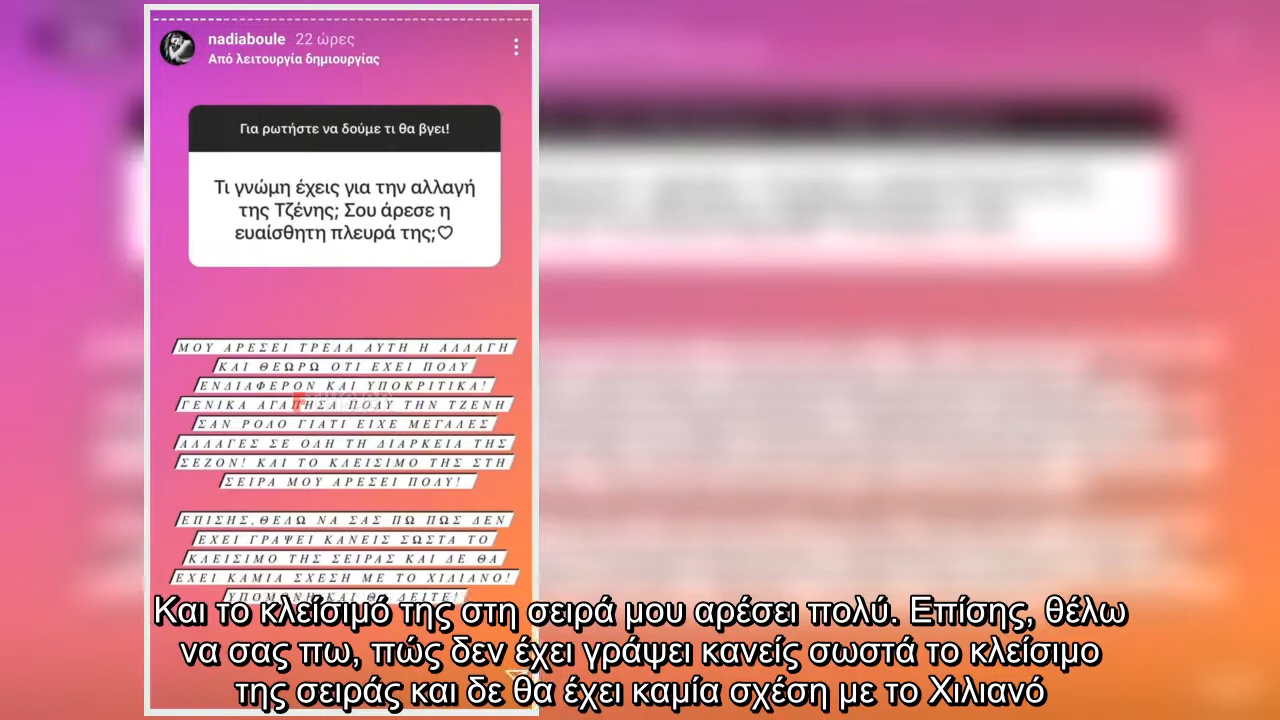 nadiaboule 22 ώρες
Από λειτουργία δημιουργίας
Για ρωτήστε να δούμε τι θα βγει!
Τι γνώμη έχεις για την αλλαγή
της Τζένης; Σου άρεσε η
ευαίσθητη πλευρά της;♡
ΜΟΥ ΑΡΕΣΕΙ ΤΡΕΛΑ ΑΥΤΗ Η ΑΛΛΑΓΗ
ΚΑΙ ΘΕΩΡΩ ΟΤΙ ΕΧΕΙ ΠΟΛΥ
ΕΝΔΙΑΦΕΡΟΝ ΚΑΙ ΥΠΟΚΡΙΤΙΚΑ!
ΓΕΝΙΚΑ ΑΓΑΠΗΣΑ ΠΟΛΥ ΤΗΝ ΤΖΕΝΗ
ΣΑΝ ΡΟΛΟ ΓΙΑΤΙ ΕΙΧΕ ΜΕΓΑΛΕΣ
ΑΛΛΑΓΕΣ ΣΕ ΟΛΗ ΤΗ ΔΙΑΡΚΕΙΑ ΤΗΣ
ΣΕΖΟΝ! ΚΑΙ ΤΟ ΚΛΕΙΣΙΜΟ ΤΗΣ ΣΤΗ
ΣΕΙΡΑ ΜΟΥ ΑΡΕΣΕΙ ΠΟΛΥ!
ΕΠΙΣΗΣ,ΘΕΛΩ ΝΑ ΣΑΣ ΠΩ ΠΩΣ ΔΕΝ
ΕΧΕΙ ΓΡΑΨΕΙ ΚΑΝΕΙΣ ΣΩΣΤΑ ΤΟ
ΚΛΕΙΣΙΜΟ ΤΗΣ ΣΕΙΡΑΣ ΚΑΙ ΔΕ ΘΑ
ΕΧΕΙ ΚΑΜΙΑ ΣΧΕΣΗ ΜΕ ΤΟ ΧΙΛΙΑΝΟ!
ΥΠΟΜΟΝΗ ΚΑΙ ΘΑ ΔΕΙΤΕ!
Και το κλείσιμό της στη σειρά μου αρέσει πολύ. Επίσης, θέλω
να σας πω, πώς δεν έχει γράψει κανείς σωστά το κλείσιμο
της σειράς και δε θα έχει καμία σχέση με το Χιλιανό